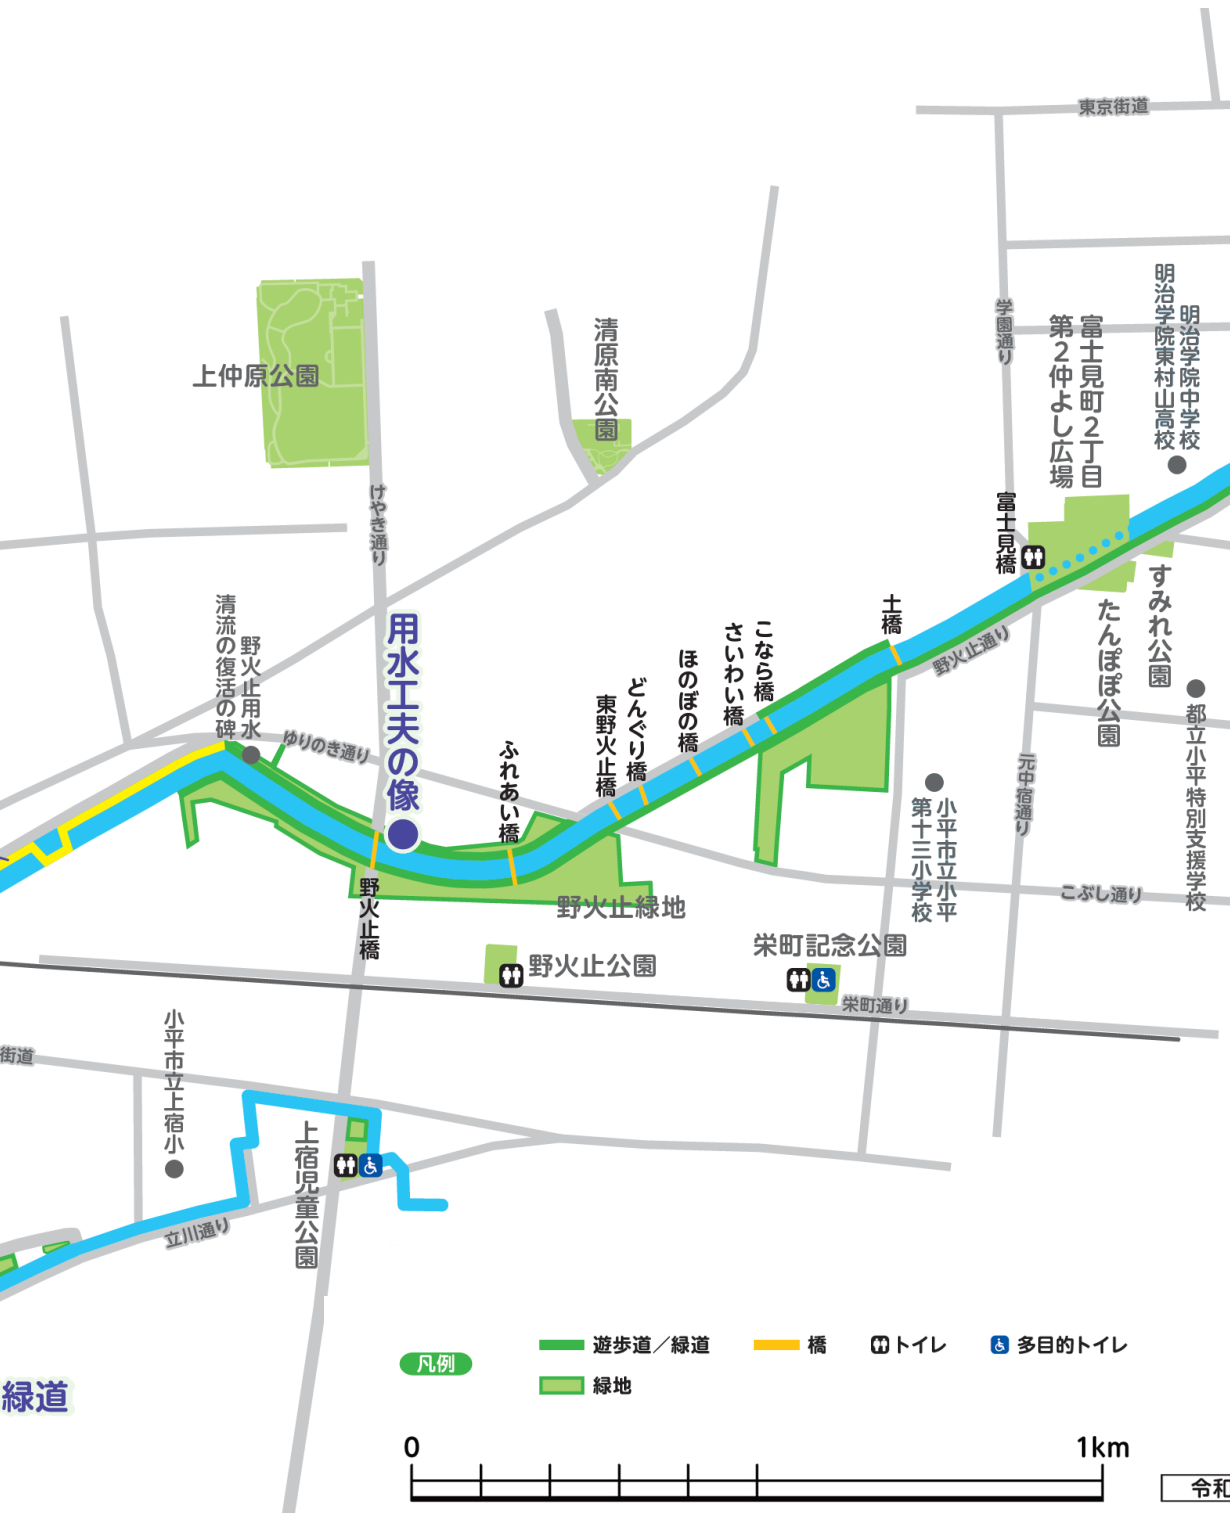 東京街道
学園通り
明治学院中学校
明治学院東村山高校
富士見町2丁目
第2仲よし広場
清原南公園
上仲原公園
けやき通り
富士見橋
すみれ公園
たんぽぽ公園
土橋
野火止通り
野火止用水
清流の復活の碑
用水工夫の像
こなら橋
さいわい橋
ほのぼの橋
どんぐり橋
東野火止橋
ふれあい橋
ゆりのき通り
都立小平特別支援学校
元中宿通り
小平市立小平
第十三小学校
こぶし通り
野火止橋
野火止緑地
野火止公園
栄町記念公園
栄町通り
街道
小平市立上宿小
上宿児童公園
立川通り
緑道
凡例
遊歩道／緑道
橋
トイレ
多目的トイレ
緑地
0
1km
令和